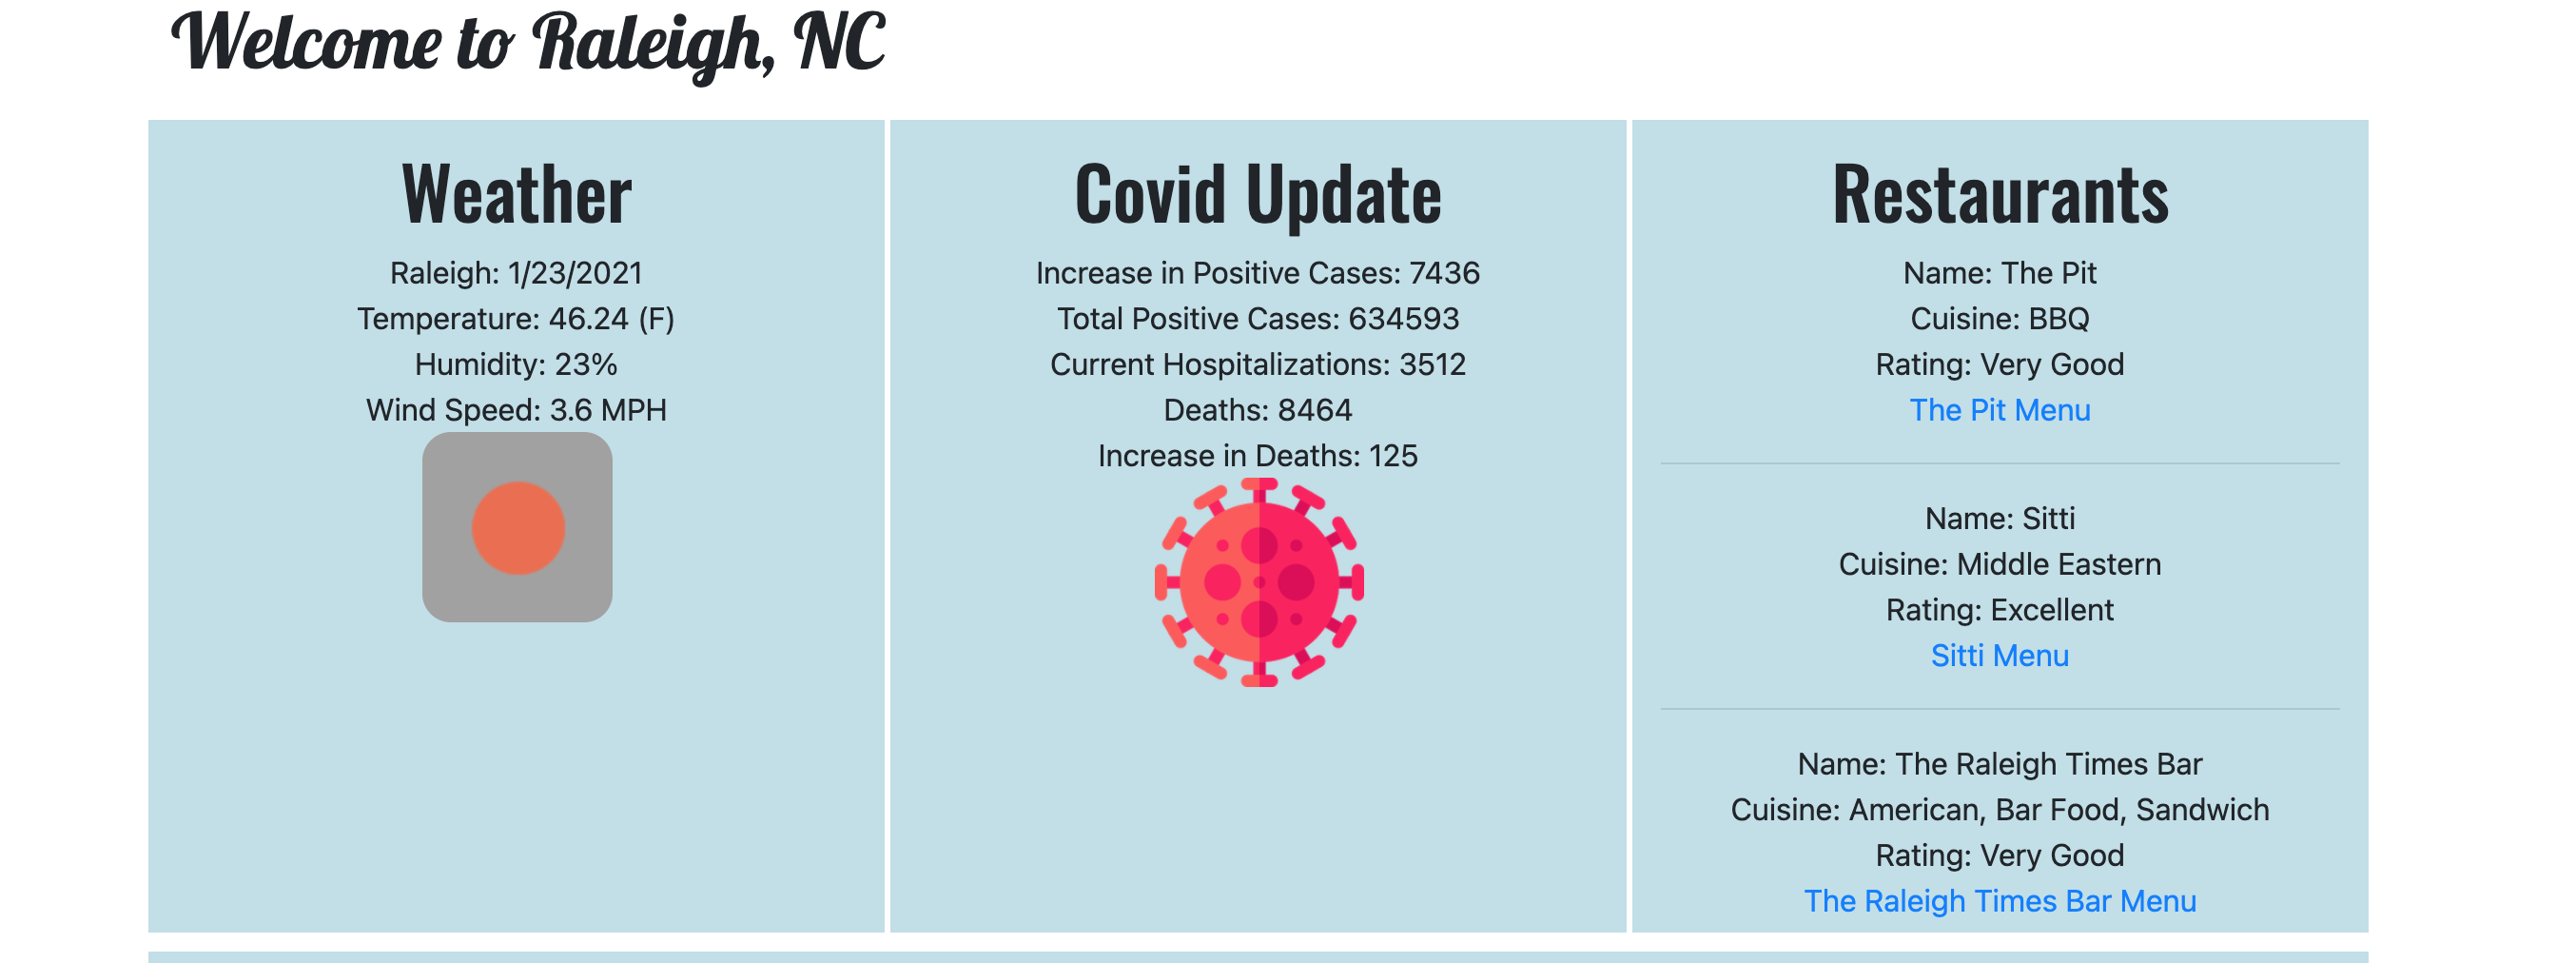 Welcome to Raleigh, NC
Weather
Raleigh: 1/23/2021
Temperature: 46.24 (F)
Humidity: 23%
Wind Speed: 3.6 MPH
Covid Update
Increase in Positive Cases: 7436
Total Positive Cases: 634593
Current Hospitalizations: 3512
Deaths: 8464
Increase in Deaths: 125
Restaurants
Name: The Pit
Cuisine: BBQ
Rating: Very Good
The Pit Menu
Name: Sitti
Cuisine: Middle Eastern
Rating: Excellent
Sitti Menu
Name: The Raleigh Times Bar
Cuisine: American, Bar Food, Sandwich
Rating: Very Good
The Raleigh Times Bar Menu